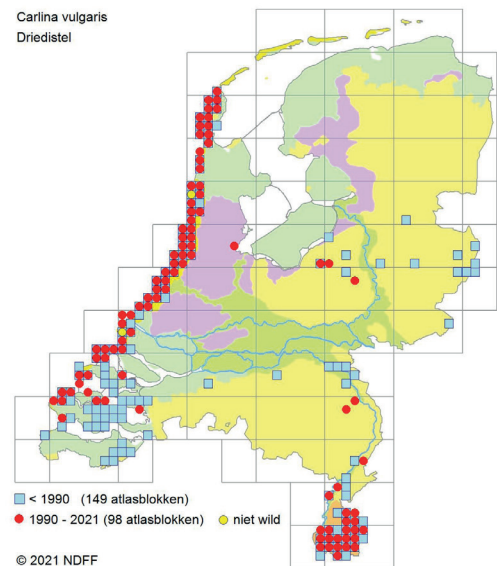 Carlina vulgaris
Driedistel
< 1990 (149 atlasblokken)
1990 - 2021 (98 atlasblokken) niet wild
© 2021 NDFF